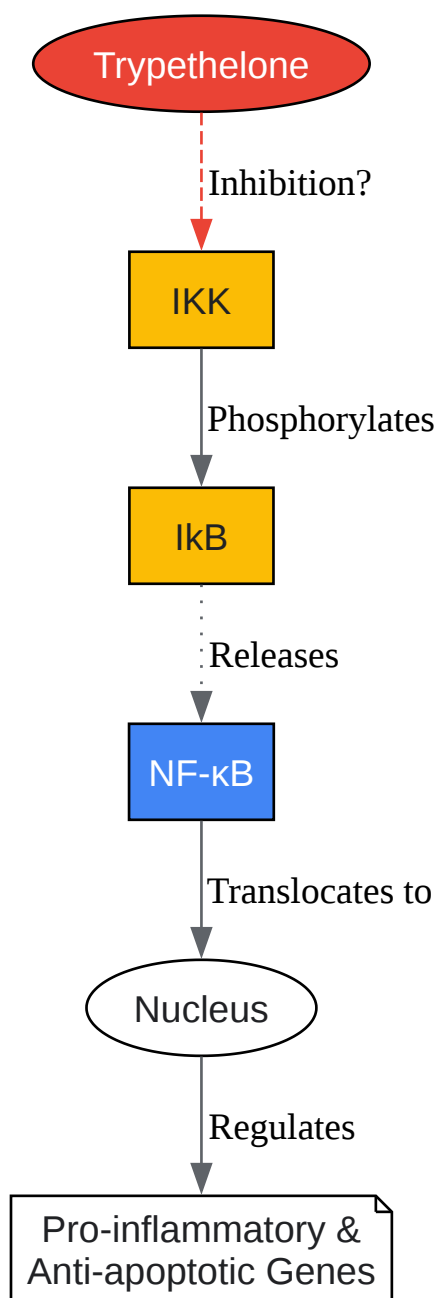 Trypethelone
Inhibition?
IKK
Phosphorylates
IkB
Releases
NF-κB
Translocates to
Nucleus
Regulates
Pro-inflammatory &
Anti-apoptotic Genes